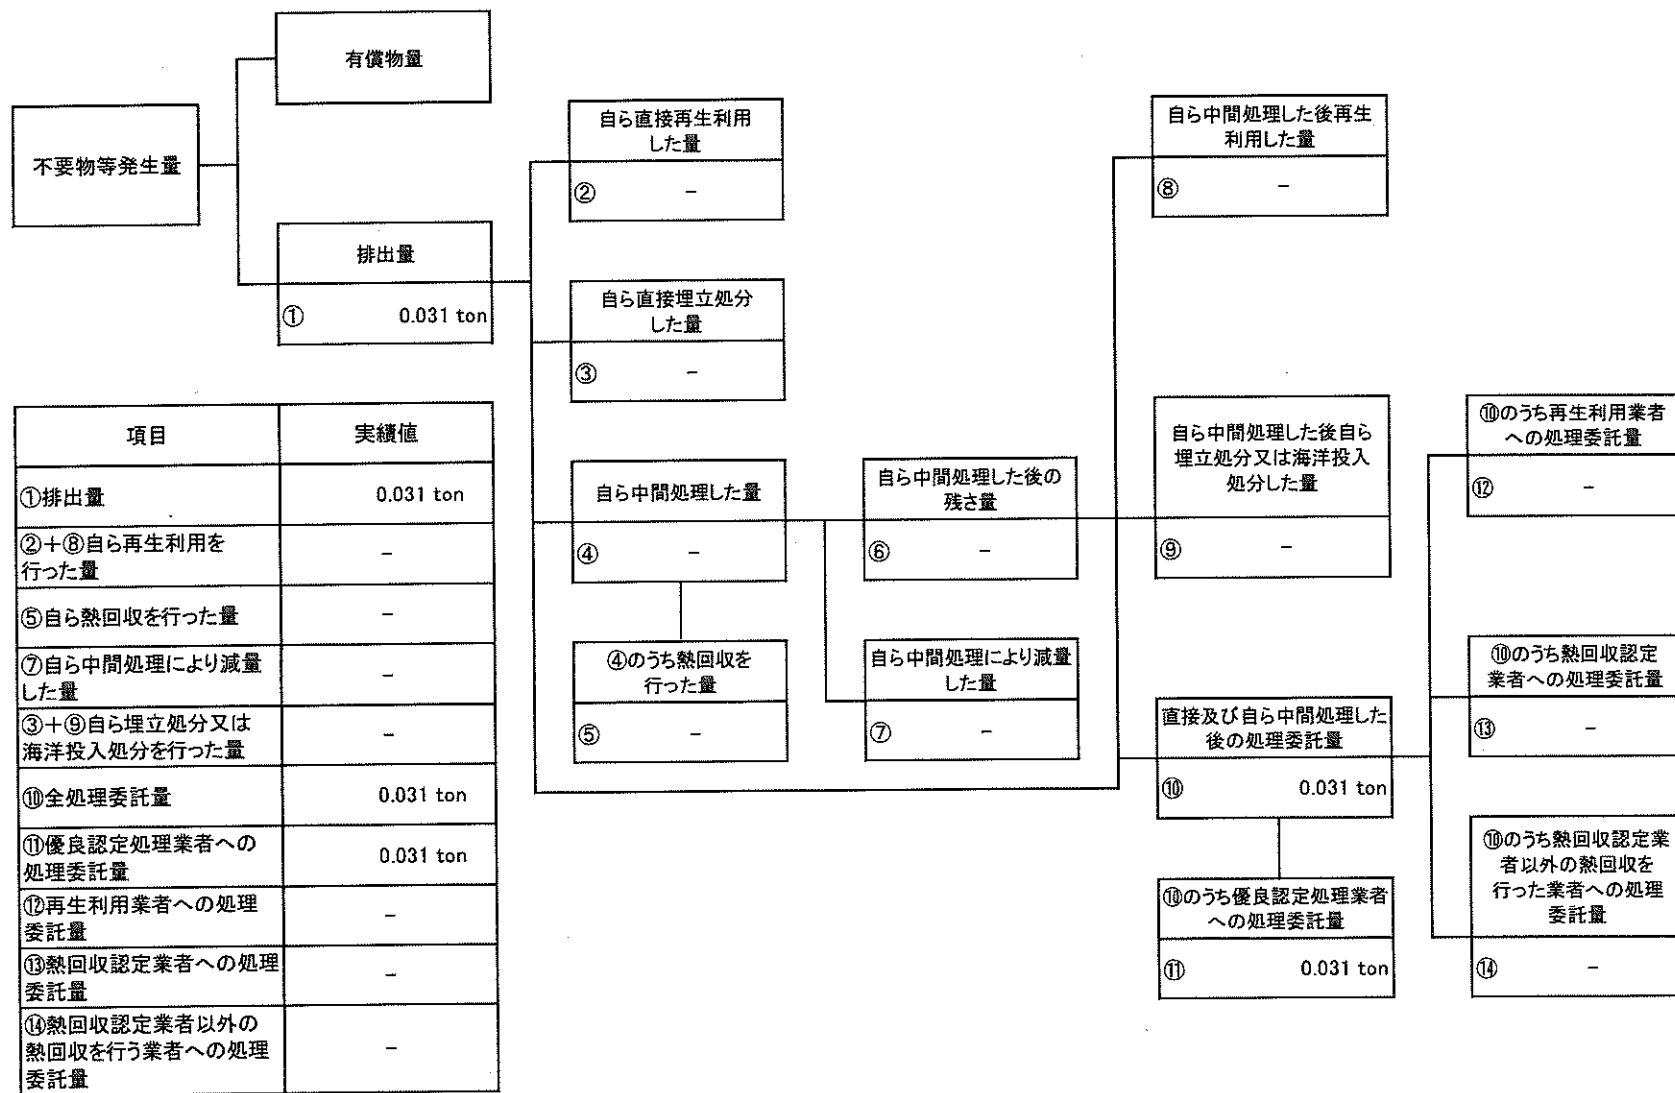 有償物量
不要物等発生量
排出量
① 0.031 ton
自ら直接再生利用
した量
② −
自ら直接埋立処分
した量
③ −
自ら中間処理した量
④ −
④のうち熱回収を
行った量
⑤ −
自ら中間処理した後の
残さ量
⑥ −
自ら中間処理により減量
した量
⑦ −
自ら中間処理した後再生
利用した量
⑧ −
自ら中間処理した後自ら
埋立処分又は海洋投入
処分した量
⑨ −
直接及び自ら中間処理した
後の処理委託量
⑩ 0.031 ton
⑩のうち優良認定処理業者
への処理委託量
⑪ 0.031 ton
⑩のうち再生利用業者
への処理委託量
⑫ −
⑩のうち熱回収認定
業者への処理委託量
⑬ −
⑩のうち熱回収認定業
者以外の熱回収を
行った業者への処理
委託量
⑭ −
項目 実績値
①排出量 0.031 ton
②+⑧自ら再生利用を
行った量 −
⑤自ら熱回収を行った量 −
⑦自ら中間処理により減量
した量 −
③+⑨自ら埋立処分又は
海洋投入処分を行った量 −
⑩全処理委託量 0.031 ton
⑪優良認定処理業者への
処理委託量 0.031 ton
⑫再生利用業者への処理
委託量 −
⑬熱回収認定業者への処理
委託量 −
⑭熱回収認定業者以外の
熱回収を行う業者への処理
委託量 −